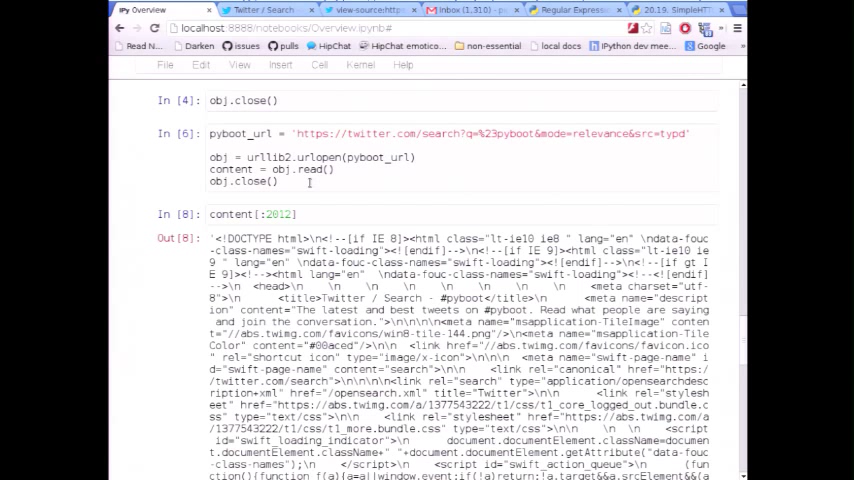 IPy Overview
Twitter / Search
view-source:http
Inbox (1,310)
Regular Express
20.19. SimpleHTT
localhost:8888/notebooks/Overview.ipynb#
Read N...
Darken
issues
pulls
HipChat
HipChat emotico...
non-essential
local docs
IPython dev mee...
Google
File
Edit
View
Insert
Cell
Kernel
Help
In [4]: obj.close()
In [6]: pyboot_url = 'https://twitter.com/search?q=%23pyboot&mode=relevance&src=typd'
obj = urllib2.urlopen(pyboot_url)
content = obj.read()
obj.close()
In [8]: content[:2012]
Out[8]: '<!DOCTYPE html>\n<!--[if IE 8]><html class="lt-ie10 ie8 " lang="en" \ndata-fouc
-class-names="swift-loading"><![endif]-->\n<!--[if IE 9]><html class="lt-ie10 ie
9 " lang="en" \ndata-fouc-class-names="swift-loading"><![endif]-->\n<!--[if gt I
E 9]><!--><html lang="en" \ndata-fouc-class-names="swift-loading"><!--<![endif]
-->\n <head>\n \n \n \n \n \n \n \n <meta charset="utf-
8">\n <title>Twitter / Search - #pyboot</title>\n <meta name="descript
ion" content="The latest and best tweets on #pyboot. Read what people are saying
and join the conversation.">\n\n\n\n<meta name="msapplication-TileImage" conten
t="//abs.twimg.com/favicons/win8-tile-144.png"/>\n<meta name="msapplication-Tile
Color" content="#00aced"/>\n\n <link href="//abs.twimg.com/favicons/favicon.ico
" rel="shortcut icon" type="image/x-icon">\n\n\n <meta name="swift-page-name" i
d="swift-page-name" content="search">\n\n <link rel="canonical" href="https:/
/twitter.com/search">\n\n\n\n\n<link rel="search" type="application/opensearchdesc
ription+xml" href="/opensearch.xml" title="Twitter">\n\n <link rel="stylesh
eet" href="https://abs.twimg.com/a/1377543222/t1/css/t1_core_logged_out.bundle.c
ss" type="text/css">\n\n <link rel="stylesheet" href="https://abs.twimg.com/a
/1377543222/t1/css/t1_more.bundle.css" type="text/css">\n\n \n \n <script
id="swift_loading_indicator">\n document.documentElement.className=documen
t.documentElement.className+" "+document.documentElement.getAttribute("data-fouc
-class-names");\n </script>\n <script id="swift_action_queue">\n (fun
ction(){function f(a){a=a||window.event;if(!a)return;!a.target&&a.srcElement&&(a